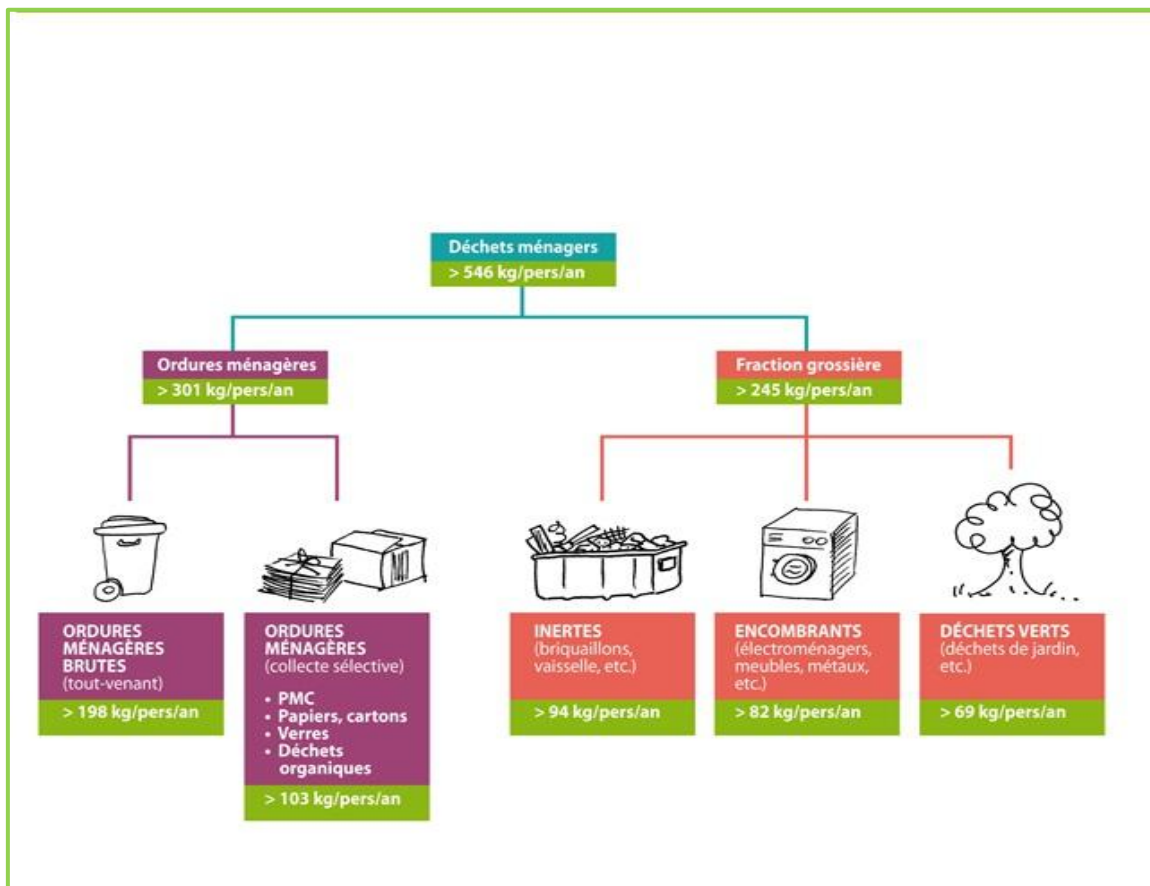 Déchets ménagers
> 546 kg/pers/an
Ordures ménagères
> 301 kg/pers/an
Fraction grossière
> 245 kg/pers/an
ORDURES
MÉNAGÈRES
BRUTES
(tout-venant)
> 198 kg/pers/an
ORDURES
MÉNAGÈRES
(collecte sélective)
• PMC
• Papiers, cartons
• Verres
• Déchets
organiques
> 103 kg/pers/an
INERTES
(briquaillons,
vaisselle, etc.)
> 94 kg/pers/an
ENCOMBRANTS
(électroménagers,
meubles, métaux,
etc.)
> 82 kg/pers/an
DÉCHETS VERTS
(déchets de jardin,
etc.)
> 69 kg/pers/an